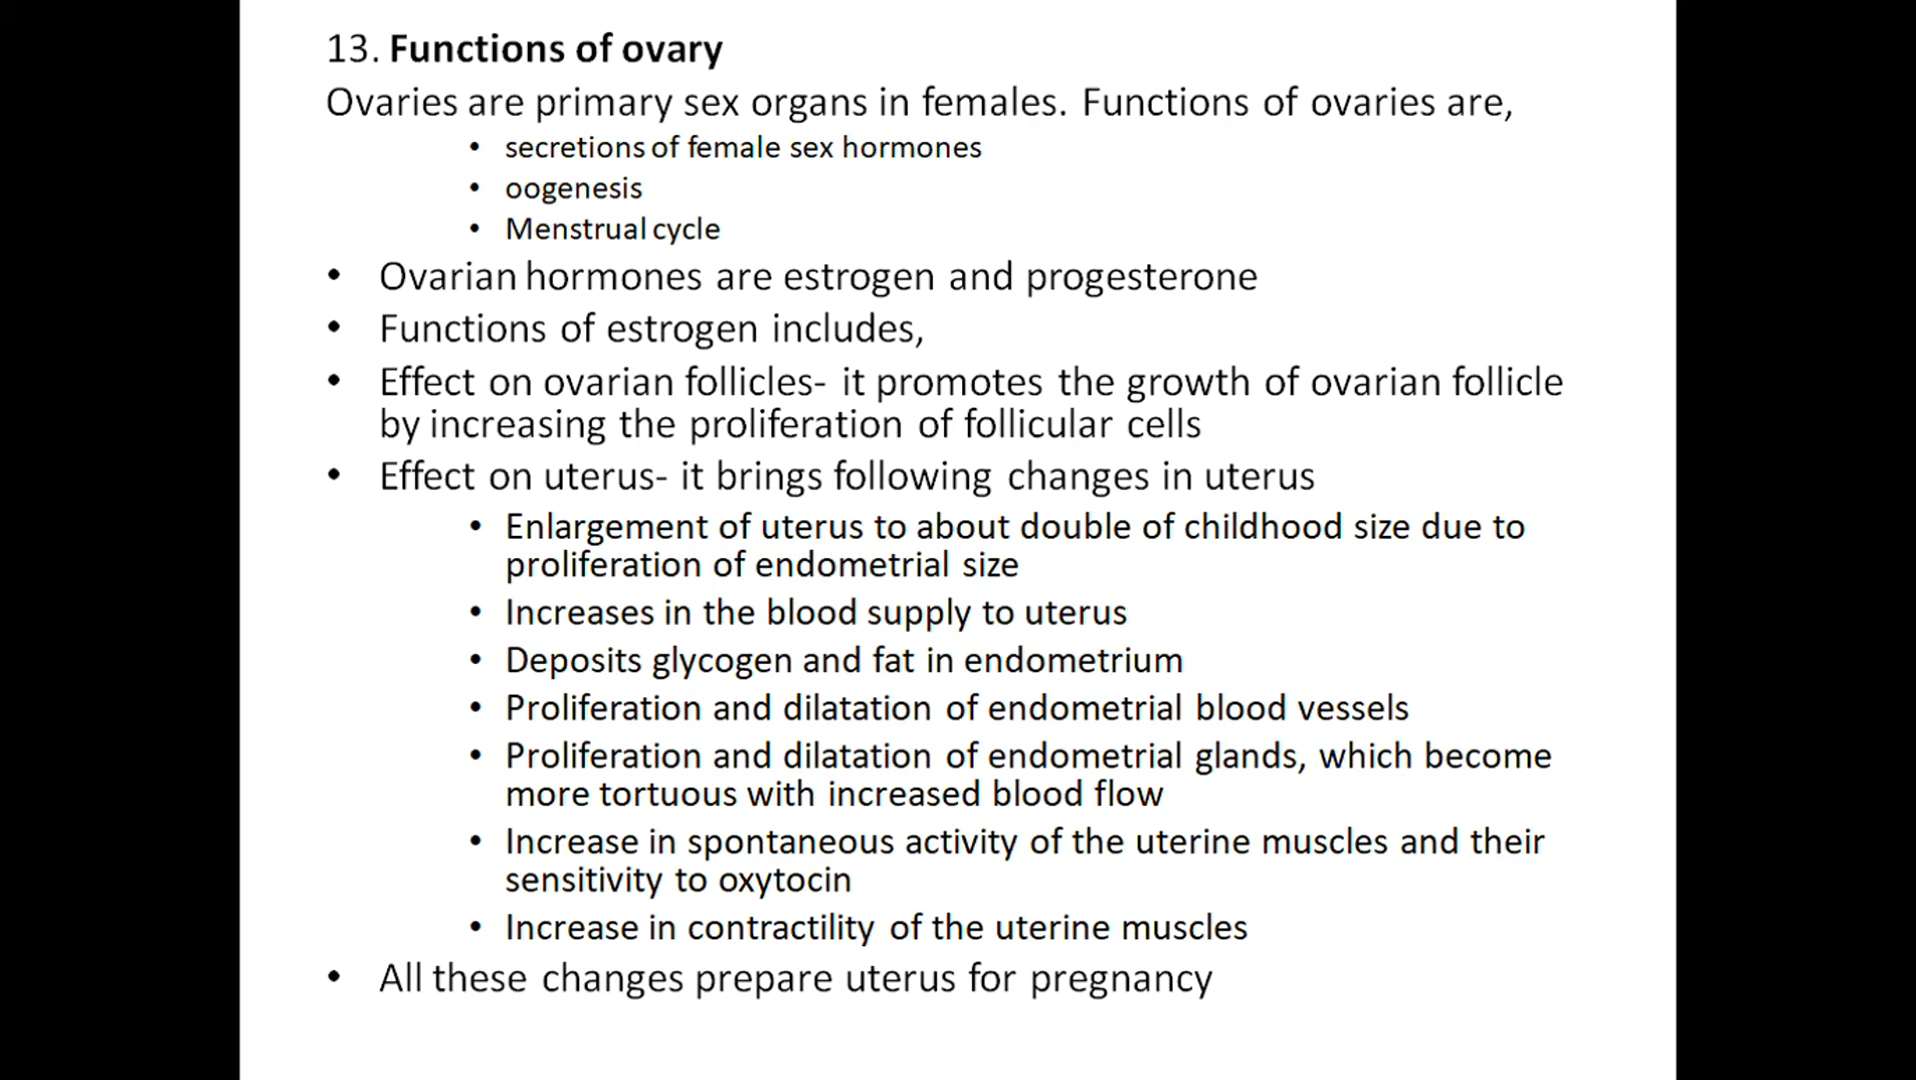 13. Functions of ovary
Ovaries are primary sex organs in females. Functions of ovaries are,
• secretions of female sex hormones
• oogenesis
• Menstrual cycle
• Ovarian hormones are estrogen and progesterone
• Functions of estrogen includes,
• Effect on ovarian follicles- it promotes the growth of ovarian follicle
by increasing the proliferation of follicular cells
• Effect on uterus- it brings following changes in uterus
• Enlargement of uterus to about double of childhood size due to
proliferation of endometrial size
• Increases in the blood supply to uterus
• Deposits glycogen and fat in endometrium
• Proliferation and dilatation of endometrial blood vessels
• Proliferation and dilatation of endometrial glands, which become
more tortuous with increased blood flow
• Increase in spontaneous activity of the uterine muscles and their
sensitivity to oxytocin
• Increase in contractility of the uterine muscles
• All these changes prepare uterus for pregnancy